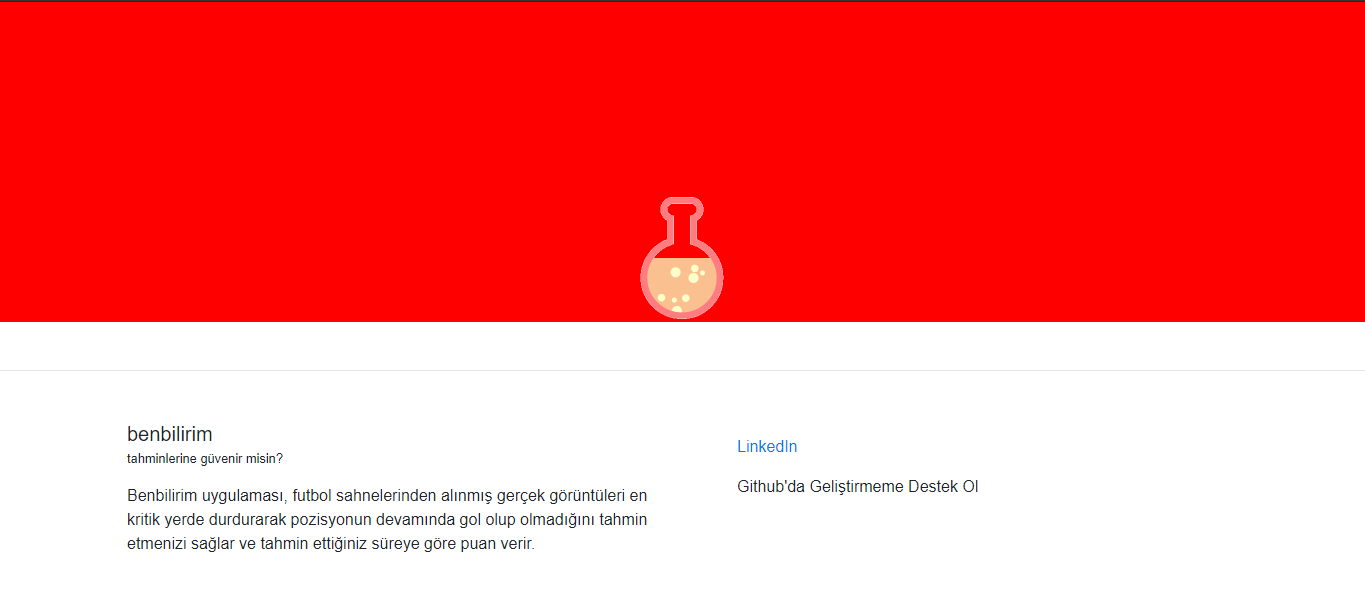 benbilirim
tahminlerine güvenir misin?
Benbilirim uygulaması, futbol sahnelerinden alınmış gerçek görüntüleri en
kritik yerde durdurarak pozisyonun devamında gol olup olmadığını tahmin
etmenizi sağlar ve tahmin ettiğiniz süreye göre puan verir.
LinkedIn
Github'da Geliştirmeme Destek Ol